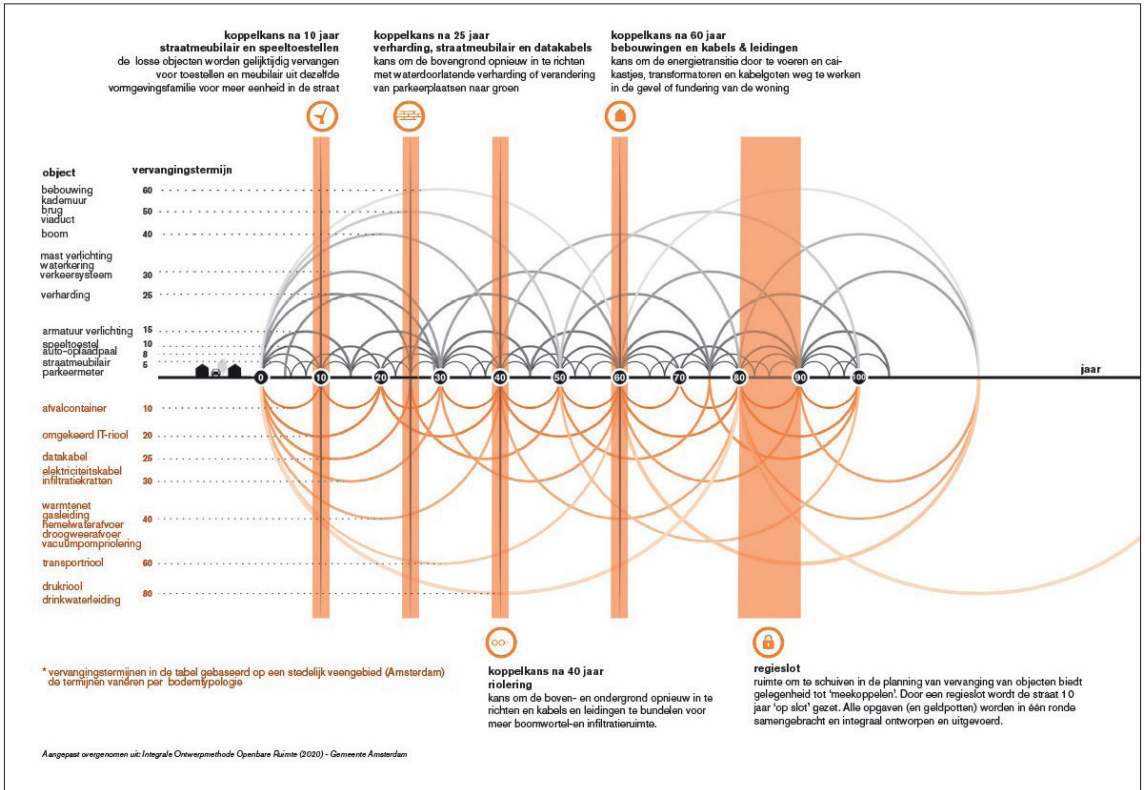 koppelkans na 10 jaar
straatmeubilair en speeltoestellen
de losse objecten worden gelijktijdig vervangen
voor toestellen en meubilair uit dezelfde
vormgevingsfamilie voor meer eenheid in de straat
koppelkans na 25 jaar
verharding, straatmeubilair en datakabels
kans om de bovengrond opnieuw in te richten
met waterdoorlatende verharding of verandering
van parkeerplaatsen naar groen
koppelkans na 60 jaar
bebouwingen en kabels & leidingen
kans om de energietransitie door te voeren en cai-
kastjes, transformatoren en kabelgoten weg te werken
in de gevel of fundering van de woning
object vervangingstermijn
bebouwing 60
kademuur
brug 50
viaduct
boom 40
mast verlichting
waterkering
verkeersysteem 30
verharding 25
armatuur verlichting 15
speeltoestel 10
auto-oplaadpaal 8
straatmeubilair 5
parkeermeter
0 10 20 30 40 50 60 70 80 90 100
jaar
afvalcontainer 10
omgekeerd IT-riool 20
datakabel 25
elektriciteitskabel
infiltratiekratten 30
warmtenet
gasleiding 40
hemelwaterafvoer
droogweerafvoer
vacuümpompriolering
transportriool 60
drukriool
drinkwaterleiding 80
* vervangingstermijnen in de tabel gebaseerd op een stedelijk veengebied (Amsterdam)
de termijnen variëren per bodemtypologie
koppelkans na 40 jaar
riolering
kans om de boven- en ondergrond opnieuw in te
richten en kabels en leidingen te bundelen voor
meer boomwortel-en infiltratieruimte.
regieslot
ruimte om te schuiven in de planning van vervanging van objecten biedt
gelegenheid tot 'meekoppelen'. Door een regieslot wordt de straat 10
jaar 'op slot' gezet. Alle opgaven (en geldpotten) worden in één ronde
samengebracht en integraal ontworpen en uitgevoerd.
Aangepast overgenomen uit: Integrale Ontwerpmethode Openbare Ruimte (2020) - Gemeente Amsterdam